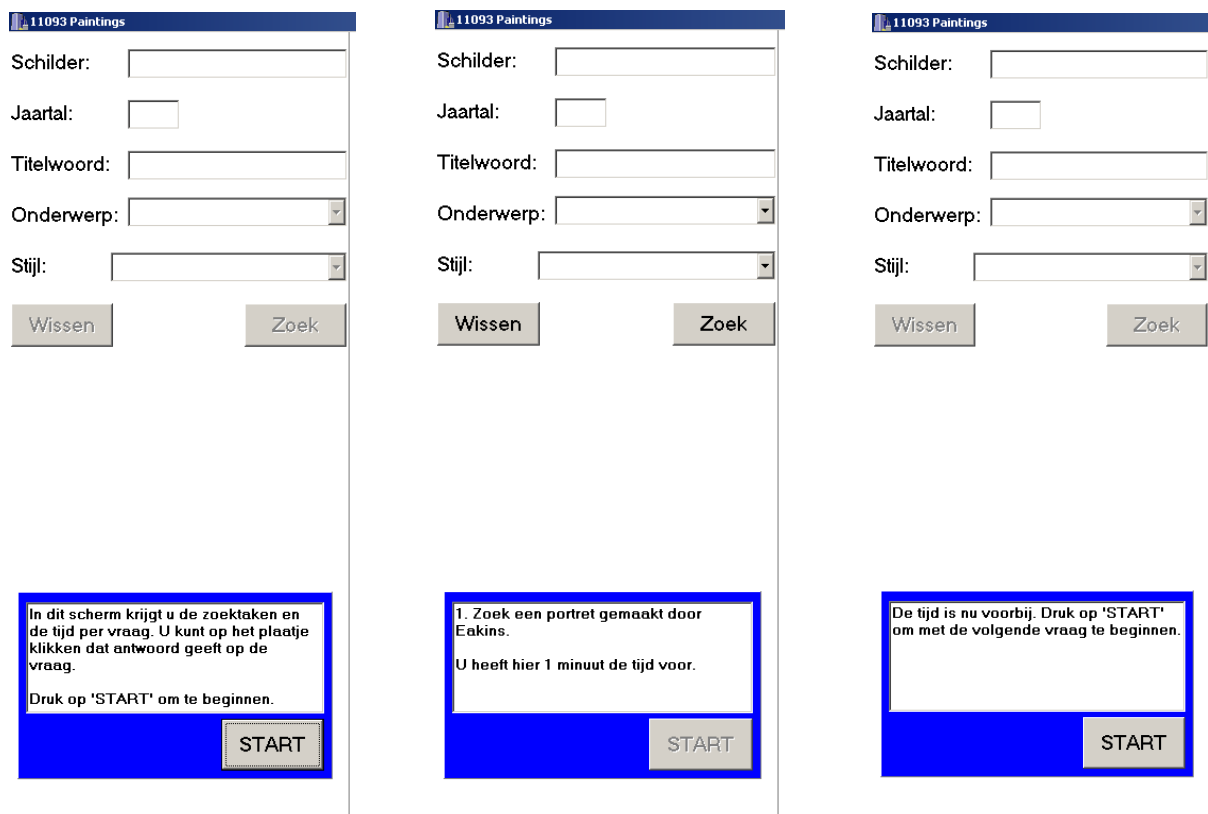 11093 Paintings
Schilder:
Jaartal:
Titelwoord:
Onderwerp:
Stijl:
Wissen
Zoek
In dit scherm krijgt u de zoektaken en
de tijd per vraag. U kunt op het plaatje
klikken dat antwoord geeft op de
vraag.
Druk op 'START' om te beginnen.
START
11093 Paintings
Schilder:
Jaartal:
Titelwoord:
Onderwerp:
Stijl:
Wissen
Zoek
1. Zoek een portret gemaakt door
Eakins.
U heeft hier 1 minuut de tijd voor.
START
11093 Paintings
Schilder:
Jaartal:
Titelwoord:
Onderwerp:
Stijl:
Wissen
Zoek
De tijd is nu voorbij. Druk op 'START'
om met de volgende vraag te beginnen.
START